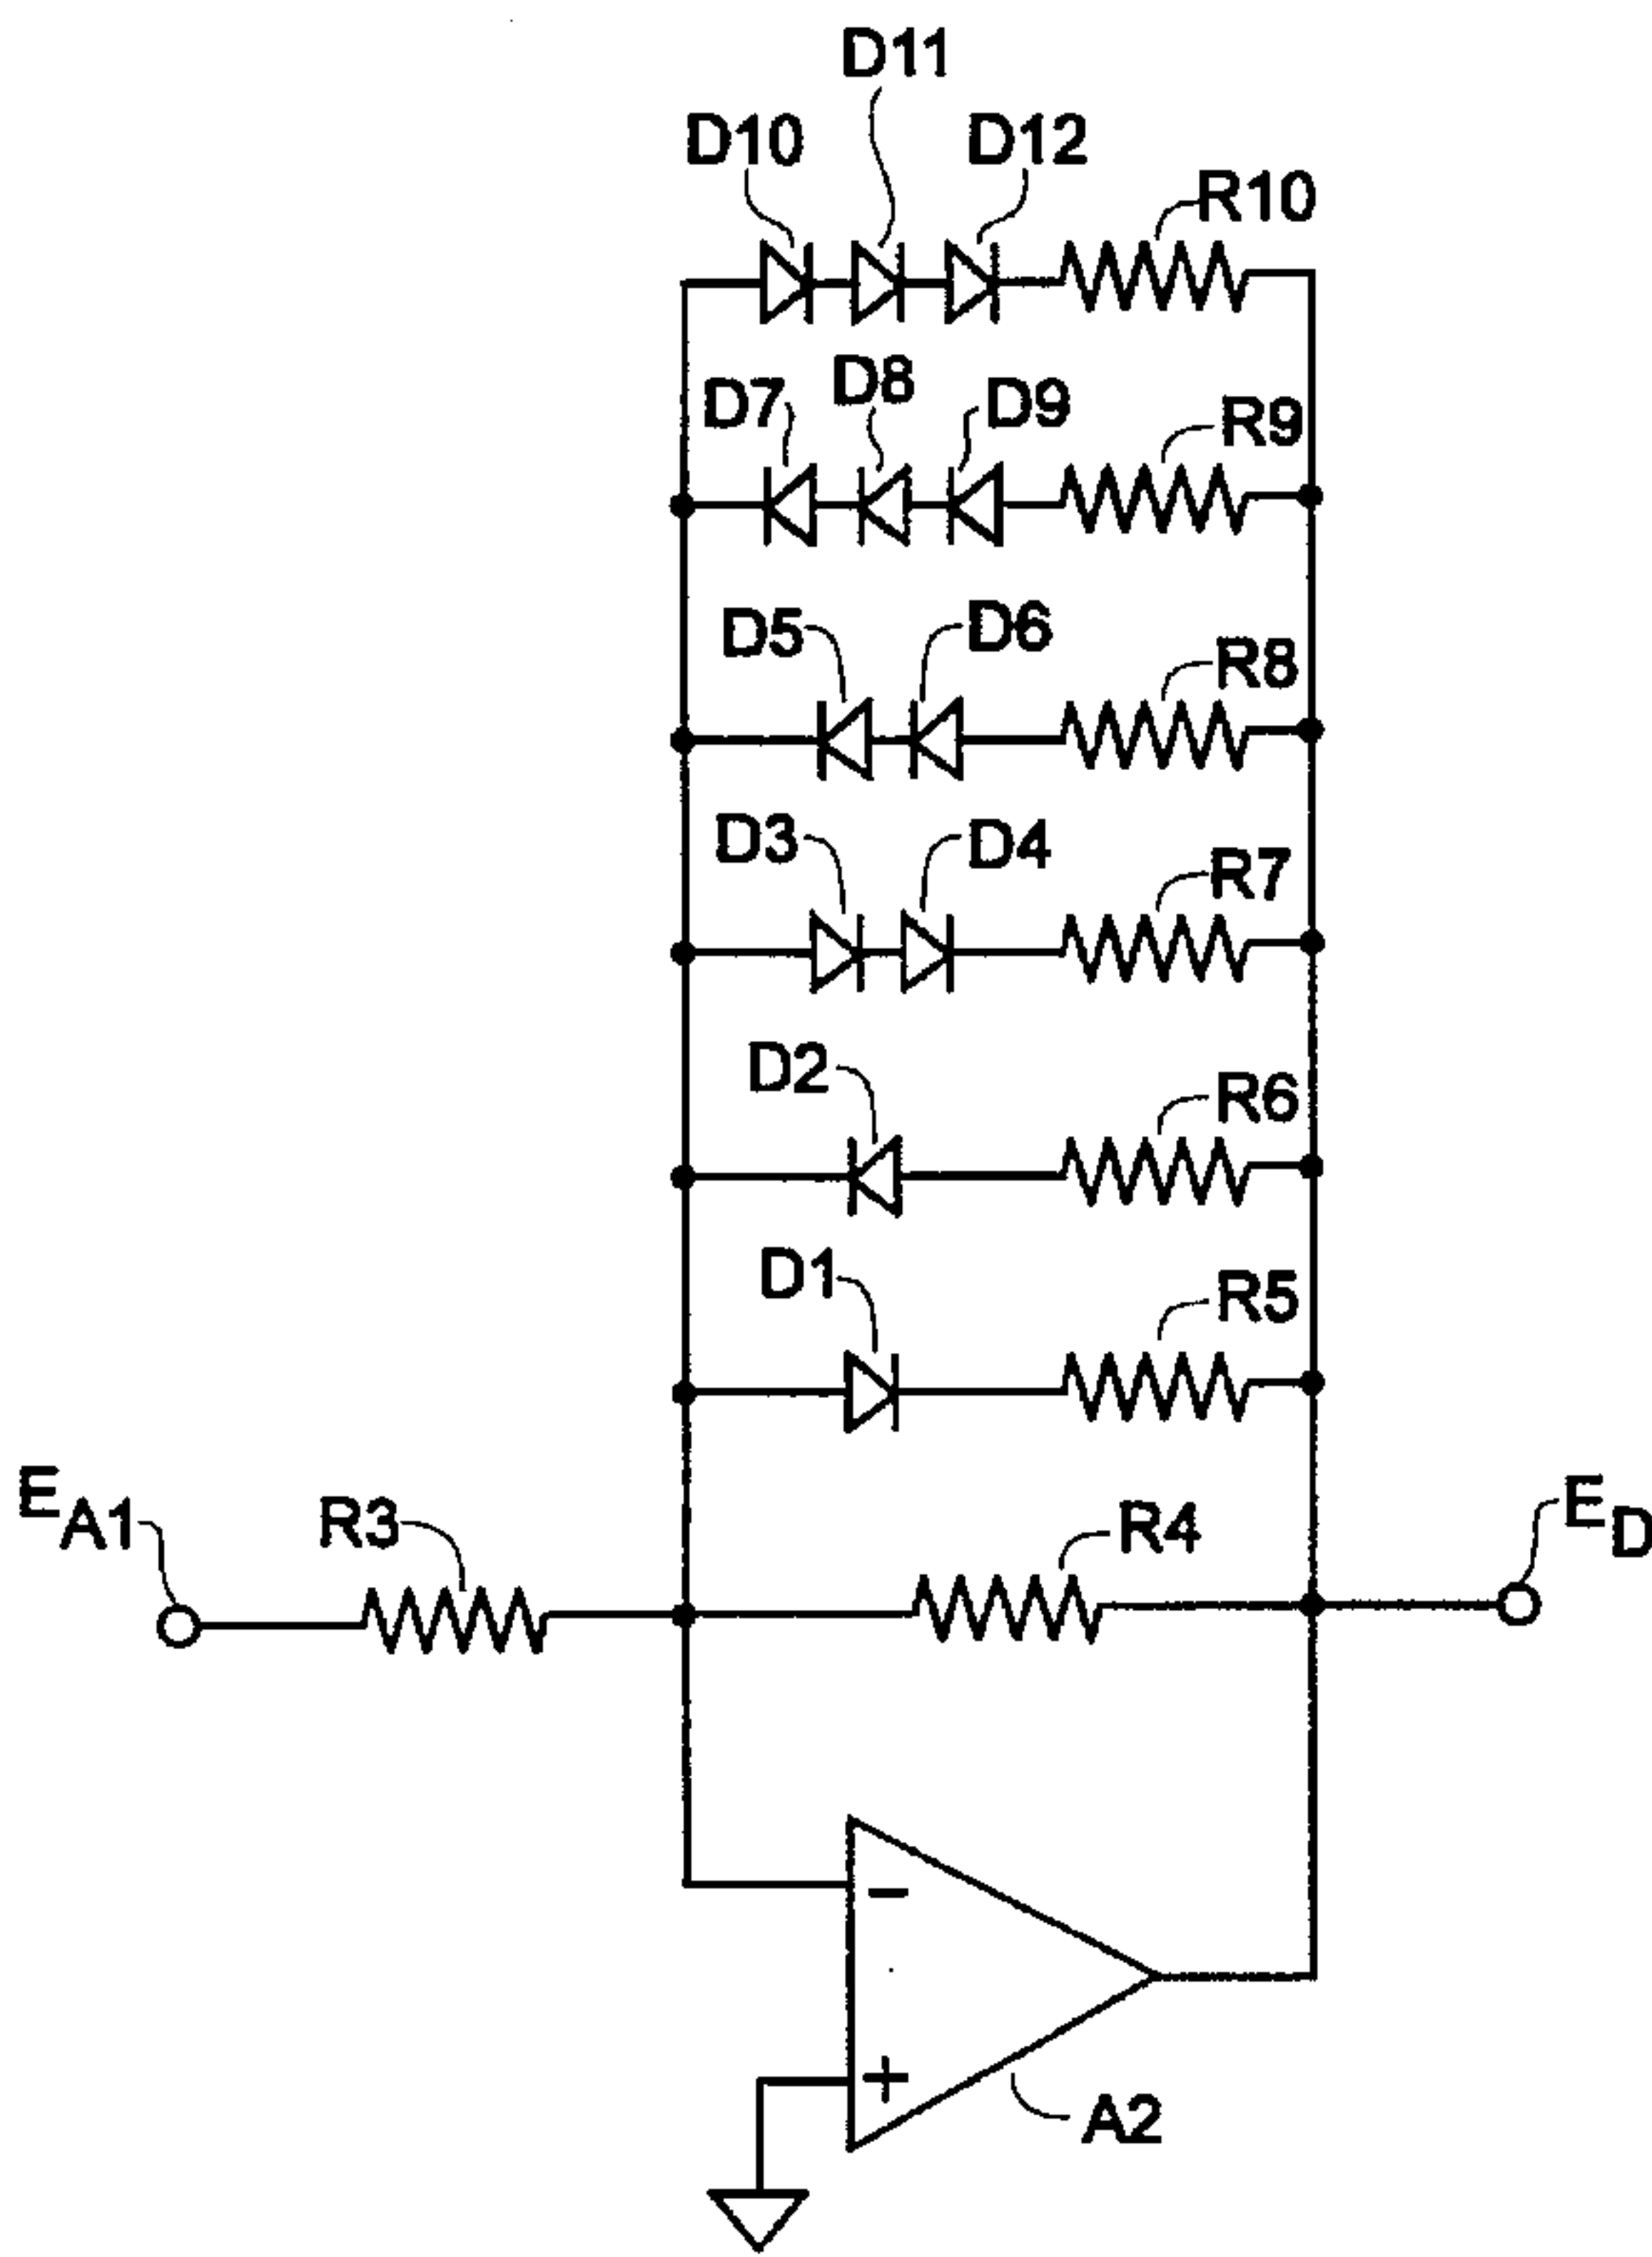 D11
D10
D12
R10
D7
D8
D9
R9
D5
D6
R8
D3
D4
R7
D2
R6
D1
R5
EA1
R3
R4
ED
−
+
A2